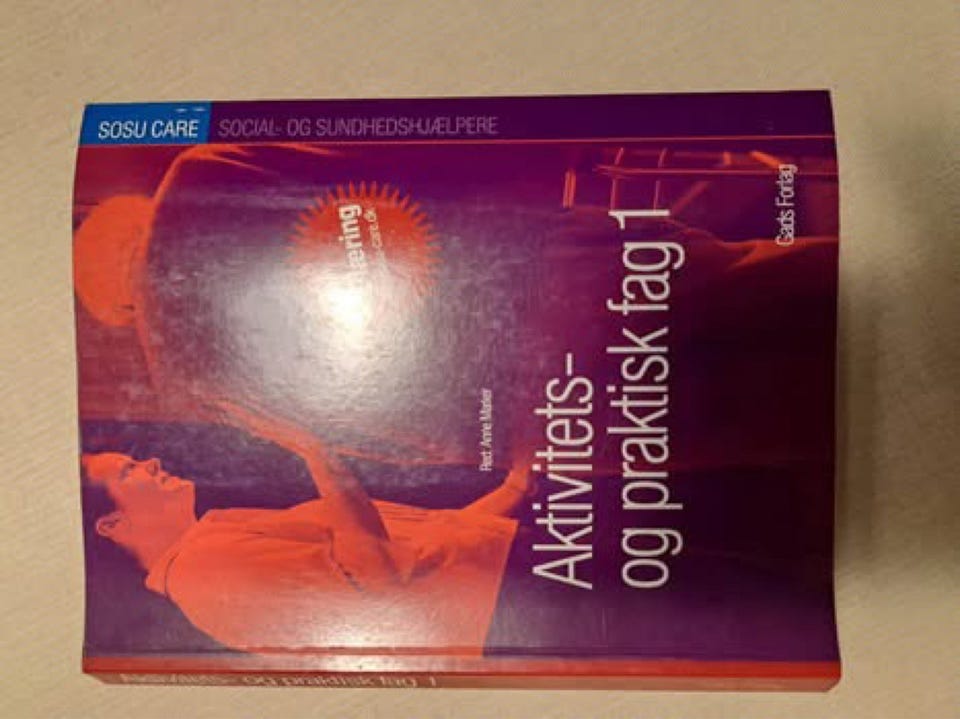 SOSU CARE
SOCIAL- OG SUNDHEDSHJÆLPERE
Red. Anne Marker
Aktivitets-
og praktisk fag 1
Gads Forlag
Aktivitets- og praktisk fag 1